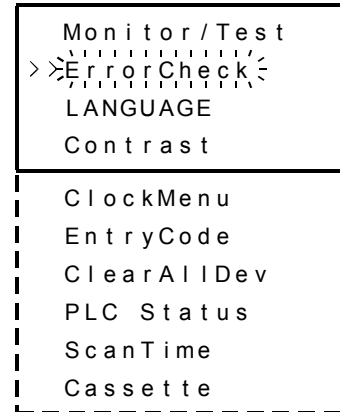 Monitor/Test
>>ErrorCheck
LANGUAGE
Contrast
ClockMenu
EntryCode
ClearAllDev
PLC Status
ScanTime
Cassette